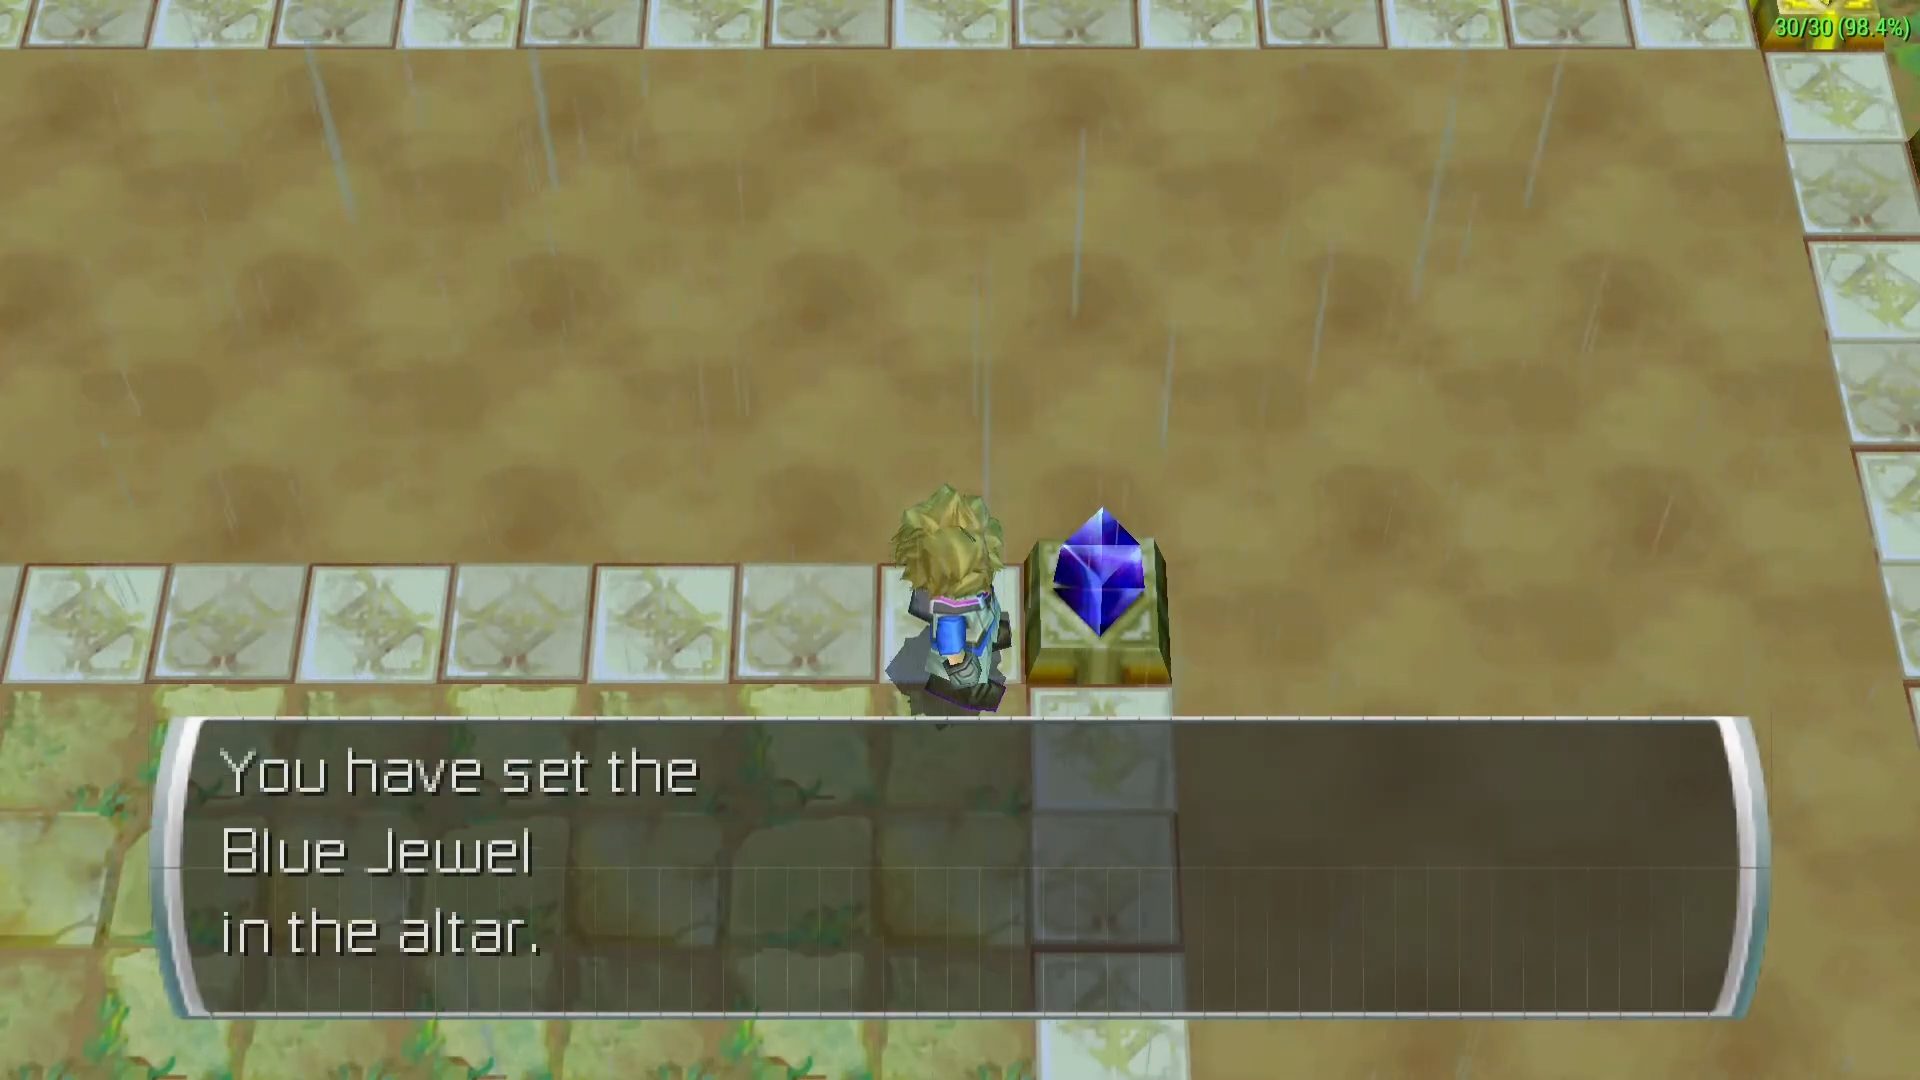 30/30 (98.4%)
You have set the
Blue Jewel
in the altar.